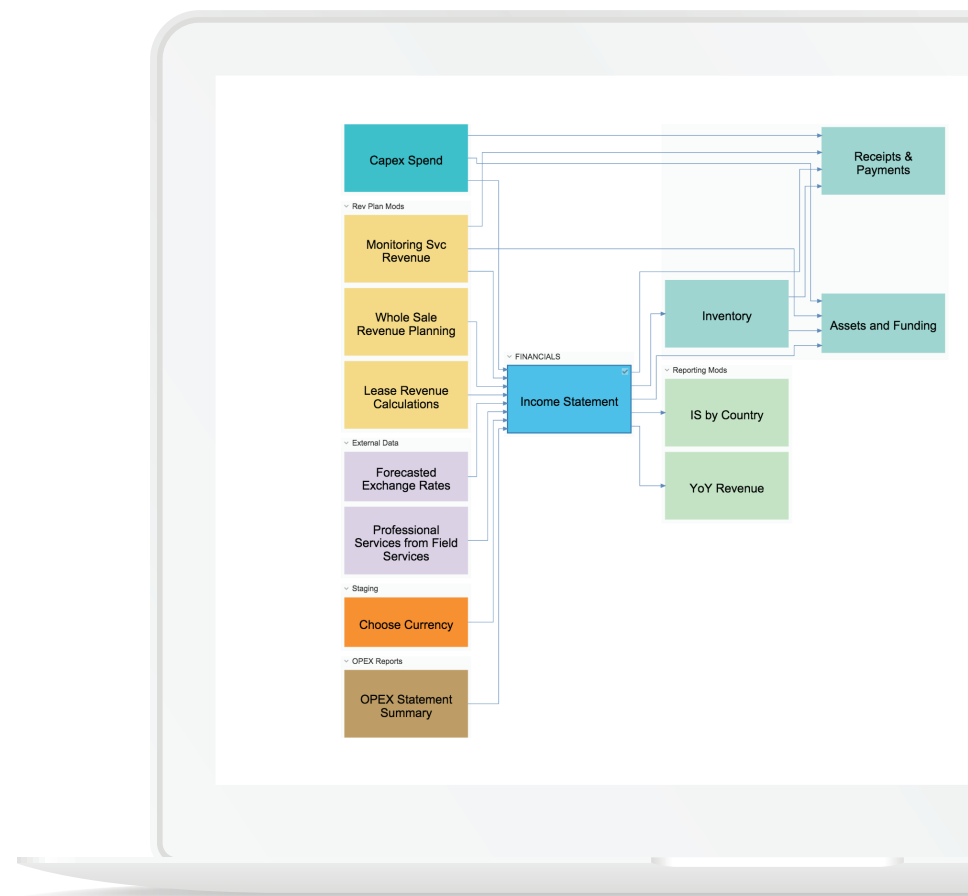 Capex Spend
Rev Plan Mods
Monitoring Svc
Revenue
Whole Sale
Revenue Planning
Lease Revenue
Calculations
External Data
Forecasted
Exchange Rates
Professional
Services from Field
Services
Staging
Choose Currency
OPEX Reports
OPEX Statement
Summary
FINANCIALS
Income Statement
Inventory
Reporting Mods
IS by Country
YoY Revenue
Receipts &
Payments
Assets and Funding